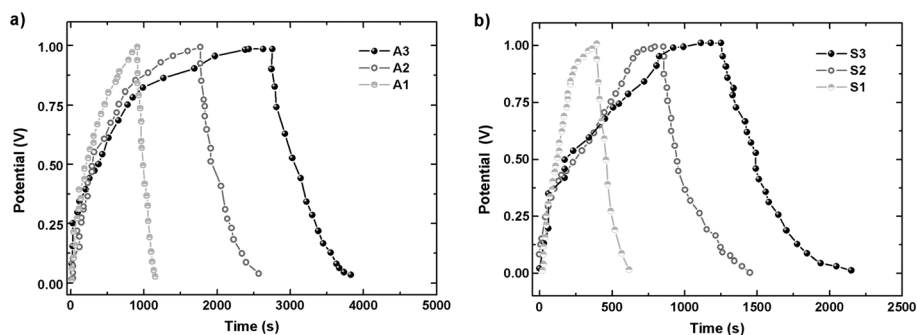 a)
1.00
0.75
0.50
0.25
0.00
Potential (V)
A3
A2
A1
0 1000 2000 3000 4000 5000
Time (s)
b)
1.00
0.75
0.50
0.25
0.00
Potential (V)
S3
S2
S1
0 500 1000 1500 2000 2500
Time (s)